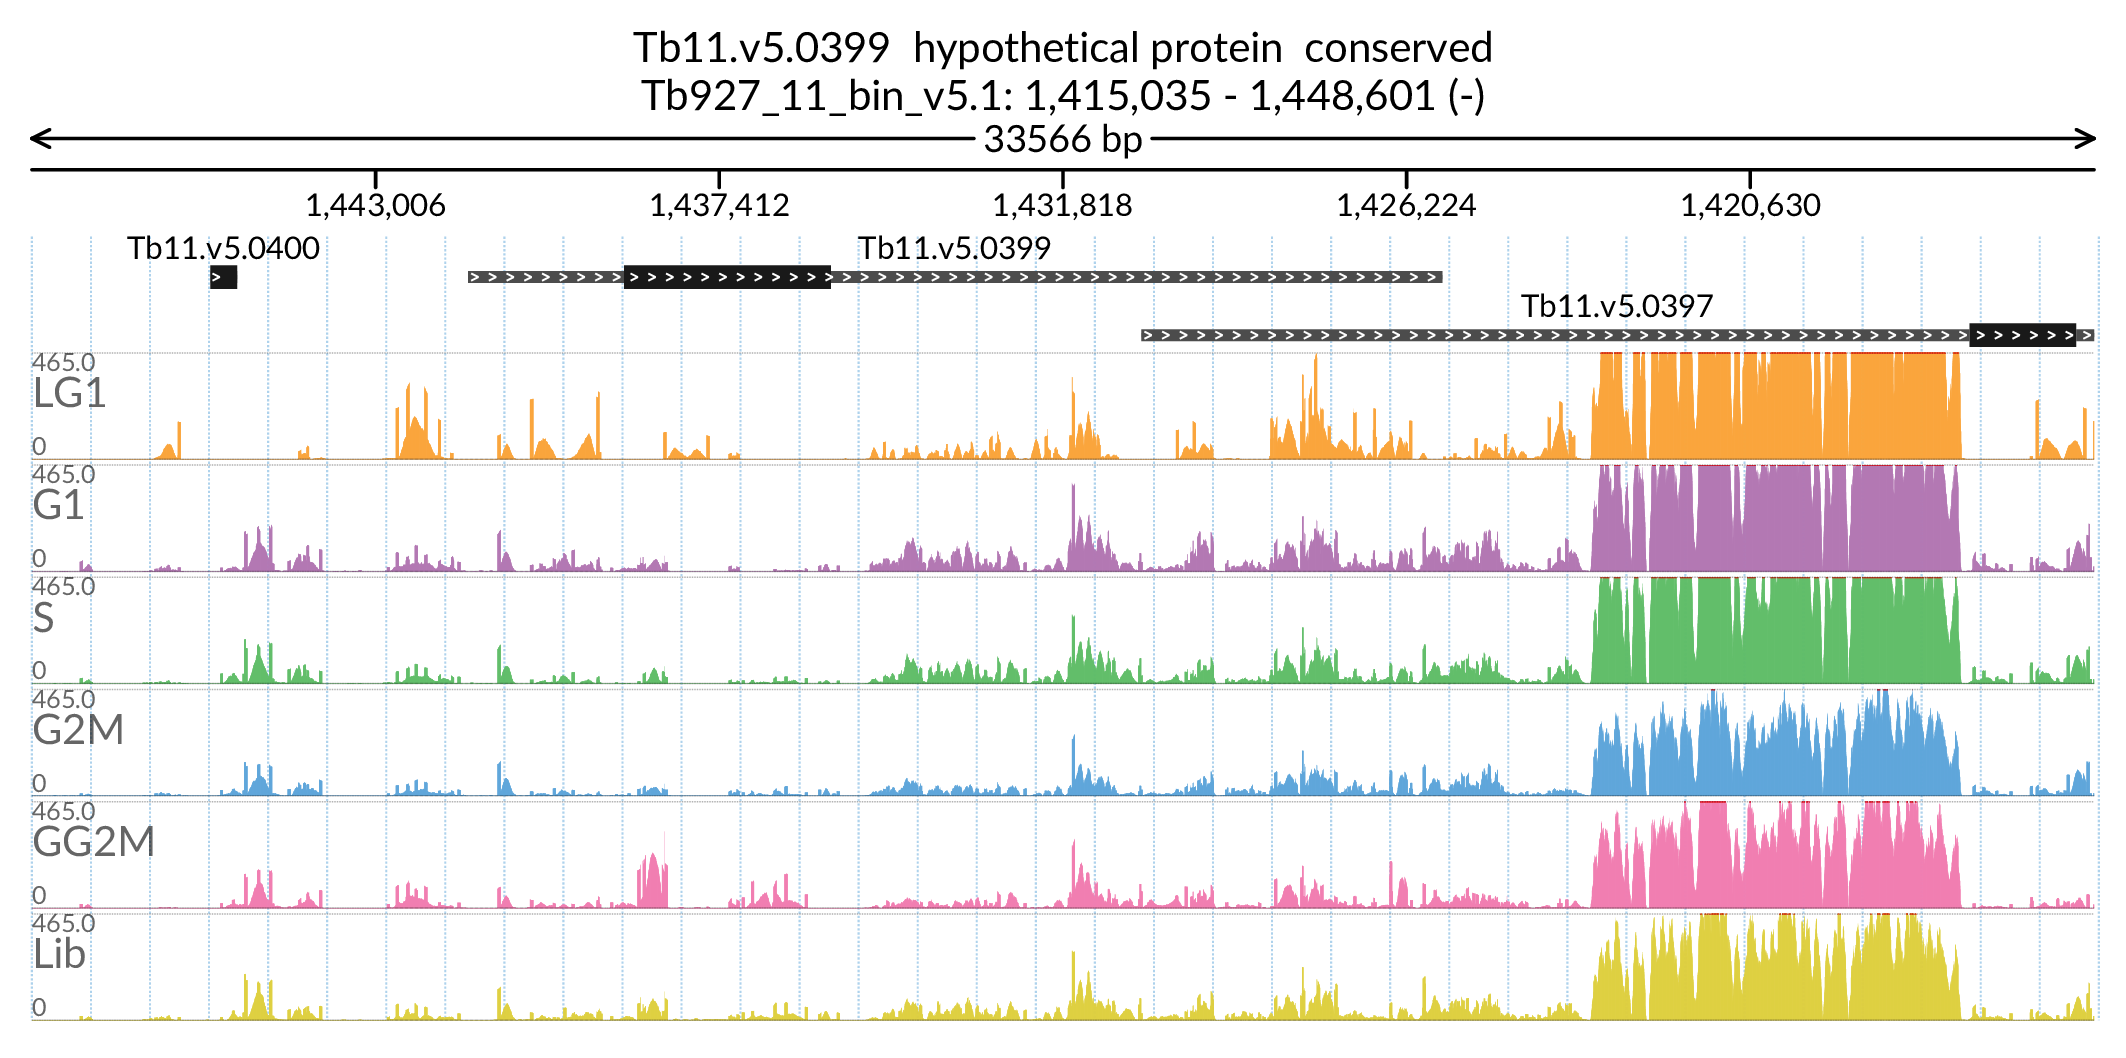 Tb11.v5.0399 hypothetical protein conserved
Tb927_11_bin_v5.1: 1,415,035 - 1,448,601 (-)
33566 bp
1,443,006 1,437,412 1,431,818 1,426,224 1,420,630
Tb11.v5.0400 Tb11.v5.0399
Tb11.v5.0397
465.0
LG1
0
465.0
G1
0
465.0
S
0
465.0
G2M
0
465.0
GG2M
0
465.0
Lib
0